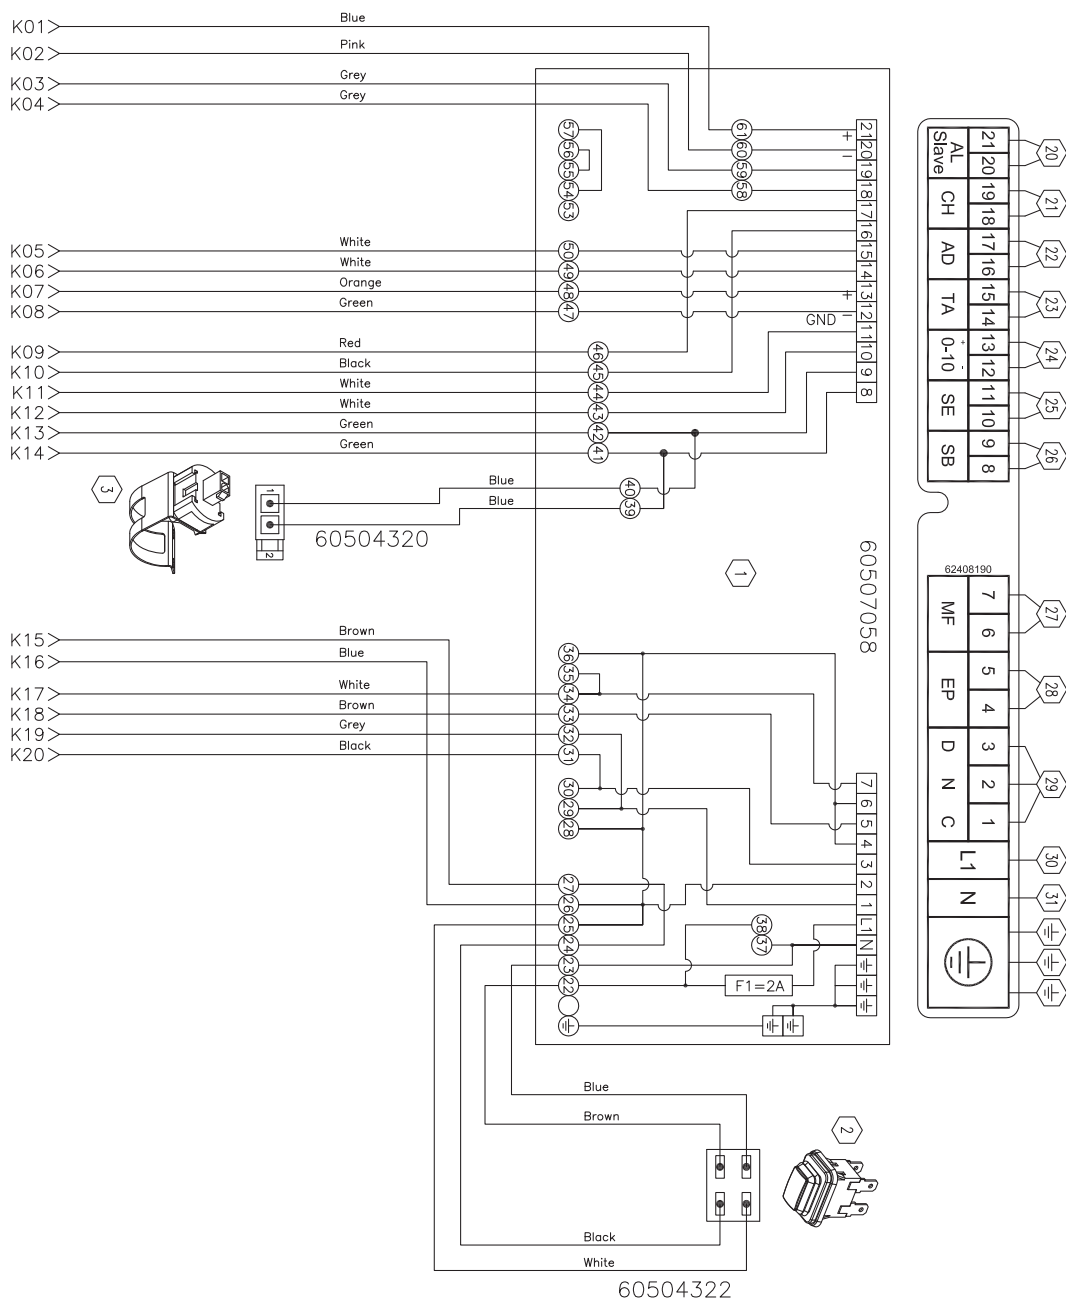 K01 Blue
K02 Pink
K03 Grey
K04 Grey
K05 White
K06 White
K07 Orange
K08 Green
K09 Red
K10 Black
K11 White
K12 White
K13 Green
K14 Green
Blue
Blue
1
2
60504320
3
K15 Brown
K16 Blue
K17 White
K18 Brown
K19 Grey
K20 Black
57
56
55
54
53
50
49
48
47
46
45
44
43
42
41
40
39
36
35
34
33
32
31
30
29
28
27
26
25
24
23
22
61
60
59
58
38
37
F1=2A
1
60507058
21
+
20
−
19
18
17
16
15
14
13
+
12
GND −
11
10
9
8
7
6
5
4
3
2
1
L1
N
AL Slave 21 20 20
CH 19 18 21
AD 17 16 22
TA 15 14 23
0-10 + - 13 12 24
SE 11 10 25
SB 9 8 26
62408190
MF 7 6 27
EP 5 4 28
D N C 3 2 1 29
L1 30
N 31
Blue
Brown
2
Black
White
60504322